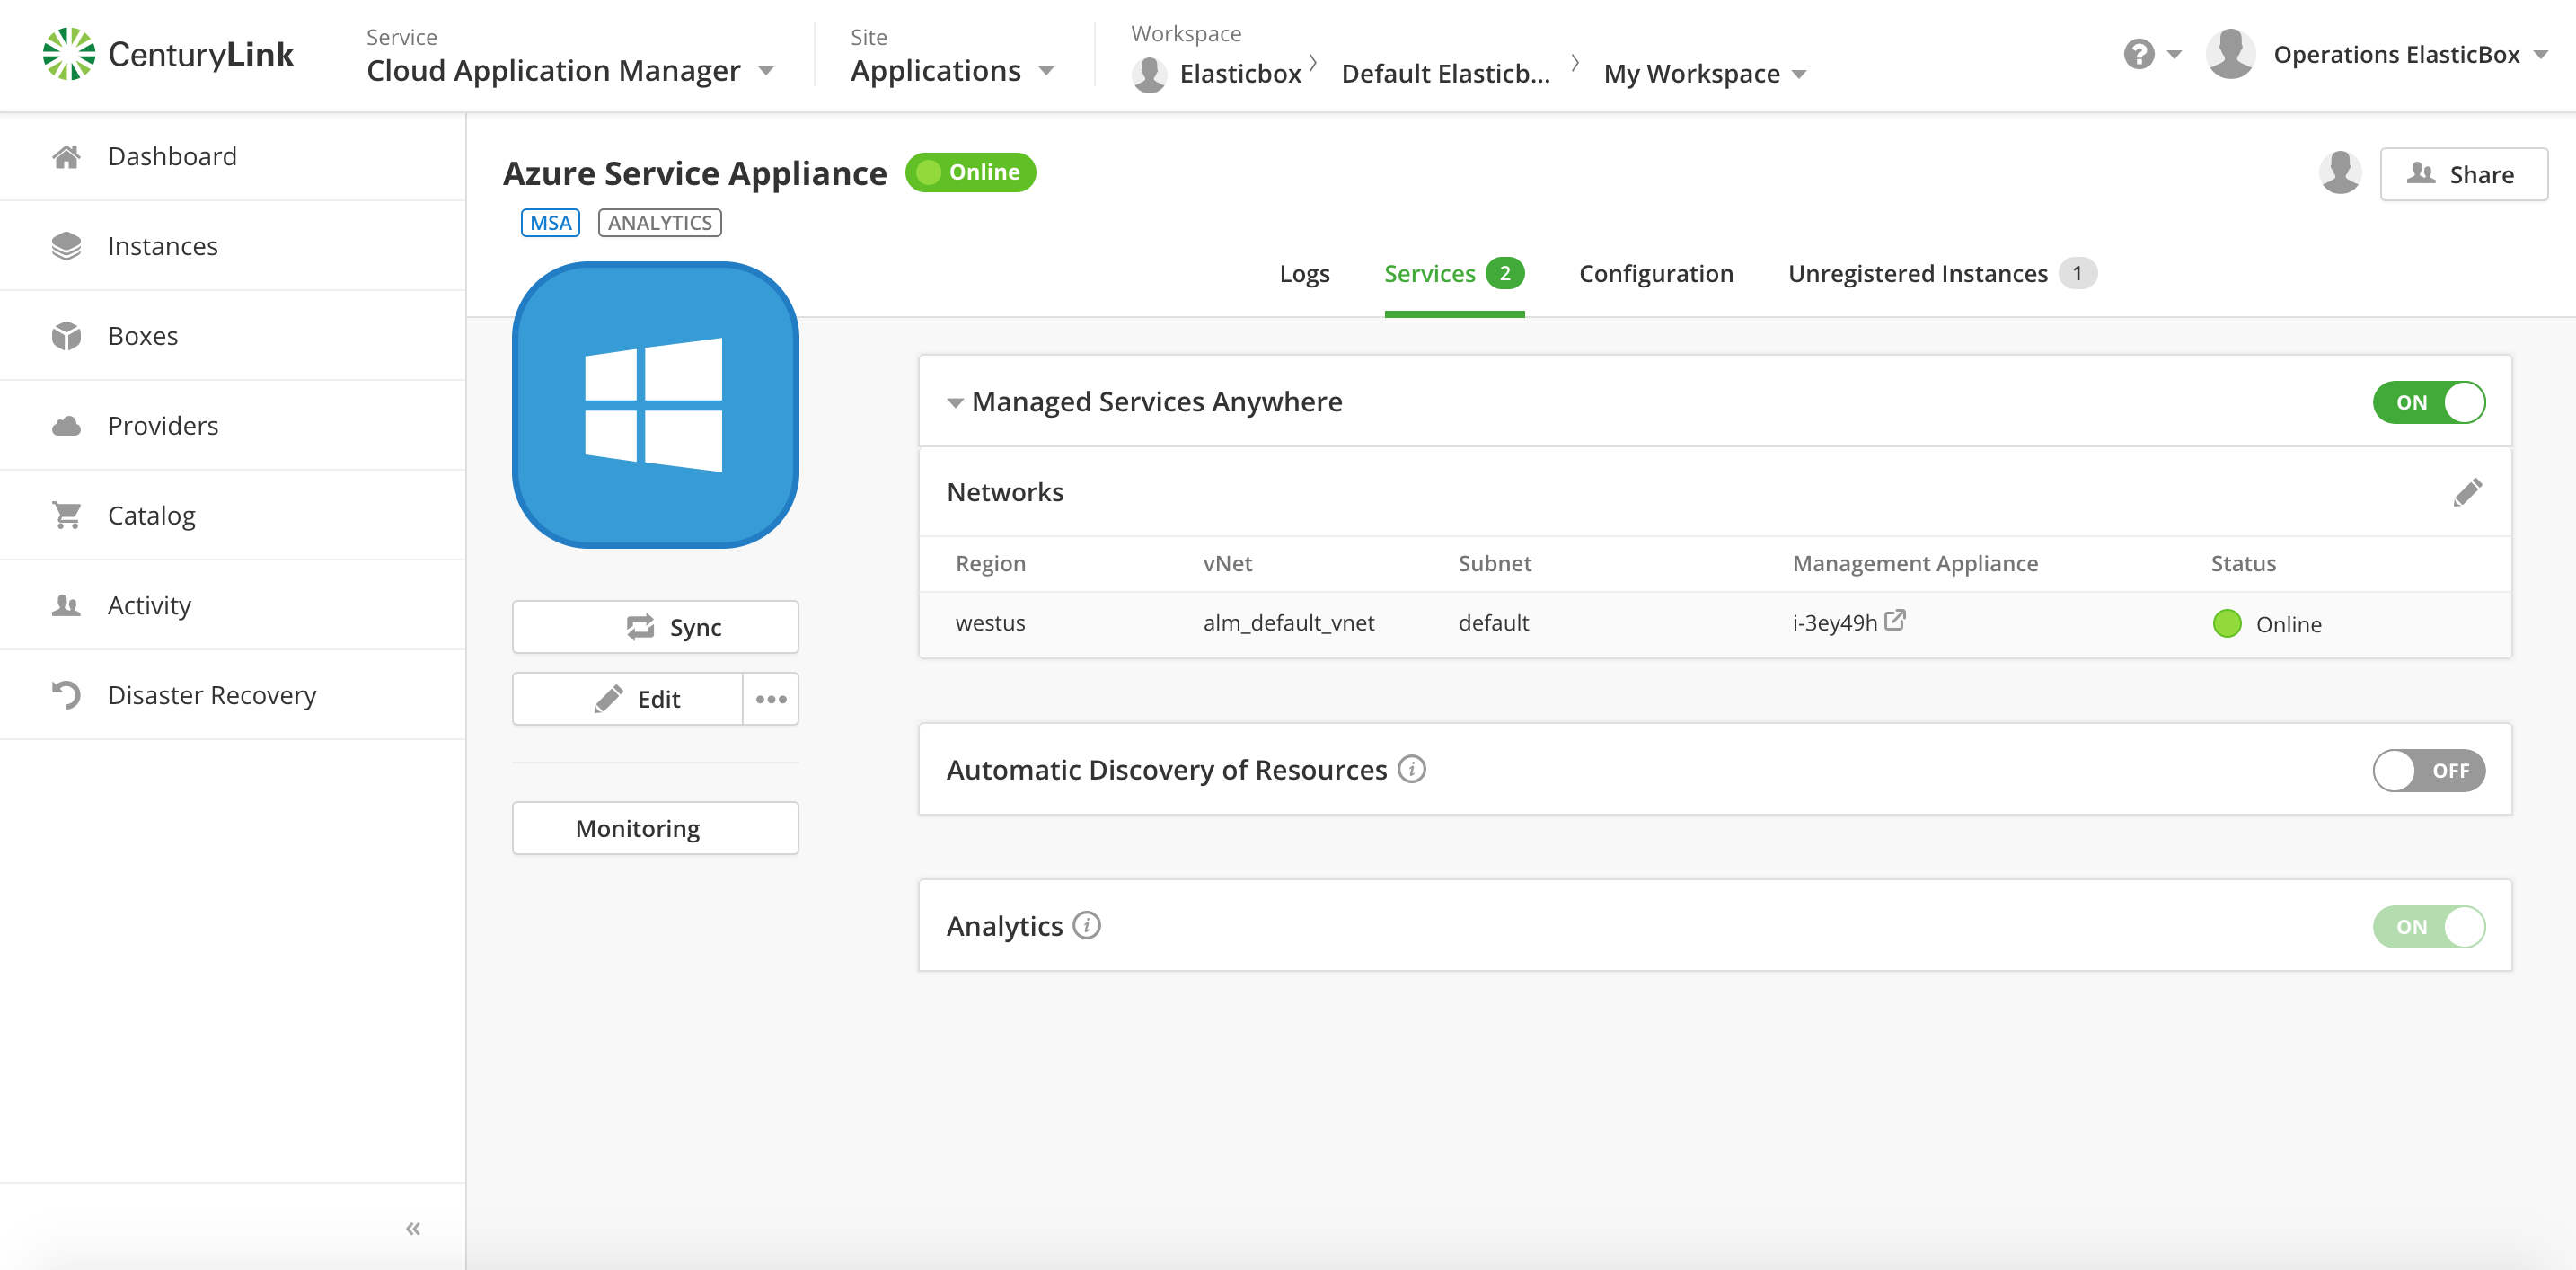 CenturyLink
Service
Cloud Application Manager
Site
Applications
Workspace
Elasticbox
Default Elasticb...
My Workspace
?
Operations ElasticBox
Dashboard
Instances
Boxes
Providers
Catalog
Activity
Disaster Recovery
«
Azure Service Appliance
Online
MSA
ANALYTICS
Share
Logs
Services 2
Configuration
Unregistered Instances 1
Sync
Edit
Monitoring
Managed Services Anywhere
ON
Networks
Region vNet Subnet Management Appliance Status
westus alm_default_vnet default i-3ey49h Online
Automatic Discovery of Resources i
OFF
Analytics i
ON